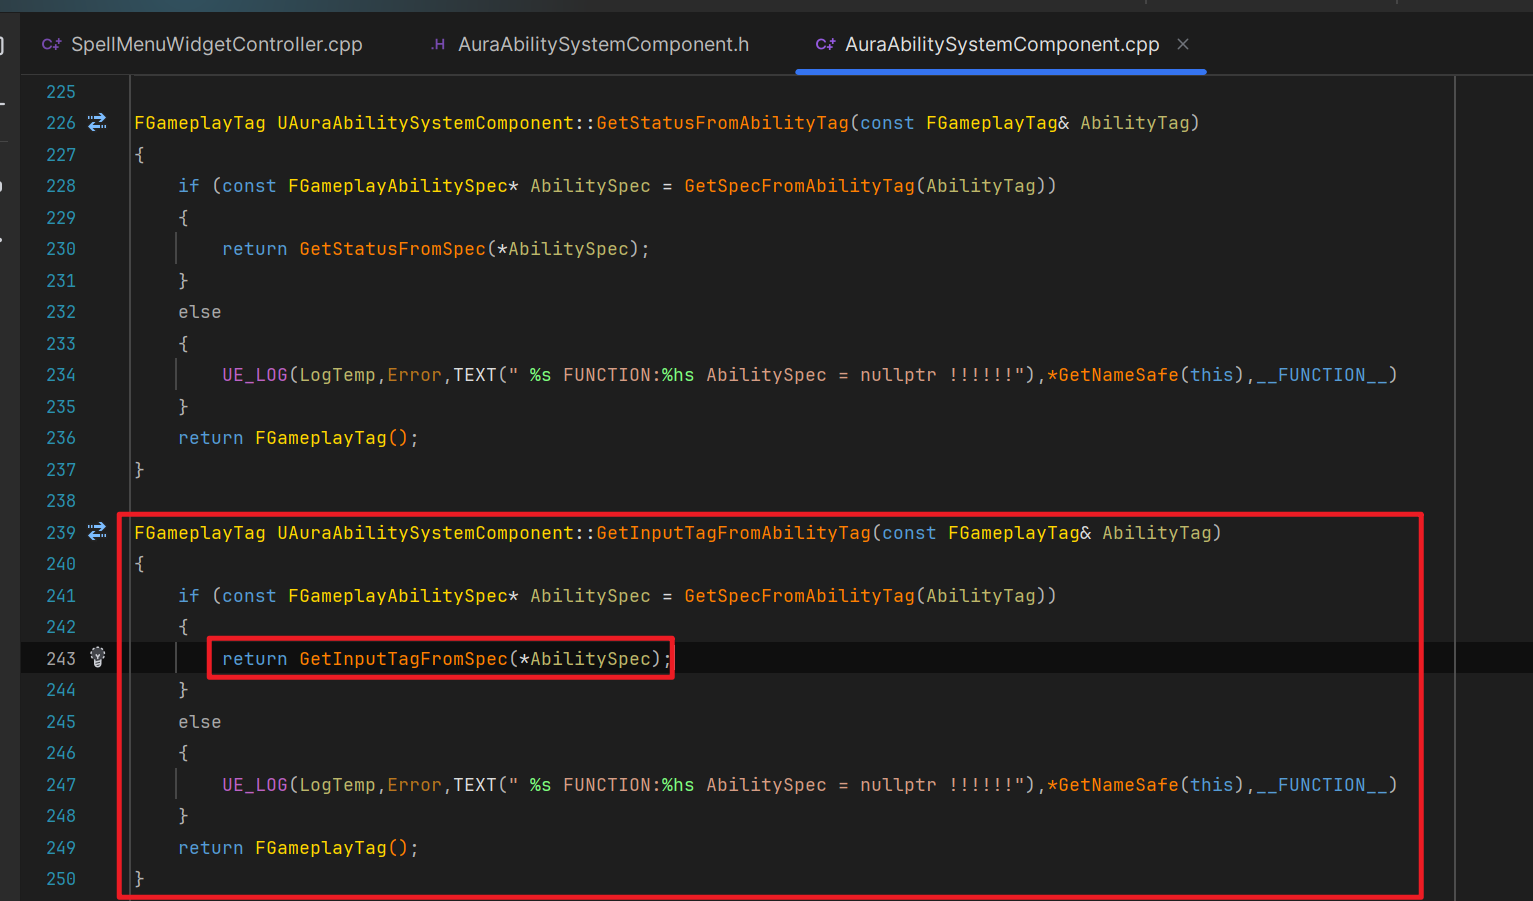 C++ SpellMenuWidgetController.cpp .H AuraAbilitySystemComponent.h C++ AuraAbilitySystemComponent.cpp ×
225
226 FGameplayTag UAuraAbilitySystemComponent::GetStatusFromAbilityTag(const FGameplayTag& AbilityTag)
227 {
228 if (const FGameplayAbilitySpec* AbilitySpec = GetSpecFromAbilityTag(AbilityTag))
229 {
230 return GetStatusFromSpec(*AbilitySpec);
231 }
232 else
233 {
234 UE_LOG(LogTemp,Error,TEXT(" %s FUNCTION:%hs AbilitySpec = nullptr !!!!!!"),*GetNameSafe(this),__FUNCTION__)
235 }
236 return FGameplayTag();
237 }
238
239 FGameplayTag UAuraAbilitySystemComponent::GetInputTagFromAbilityTag(const FGameplayTag& AbilityTag)
240 {
241 if (const FGameplayAbilitySpec* AbilitySpec = GetSpecFromAbilityTag(AbilityTag))
242 {
243 return GetInputTagFromSpec(*AbilitySpec);
244 }
245 else
246 {
247 UE_LOG(LogTemp,Error,TEXT(" %s FUNCTION:%hs AbilitySpec = nullptr !!!!!!"),*GetNameSafe(this),__FUNCTION__)
248 }
249 return FGameplayTag();
250 }